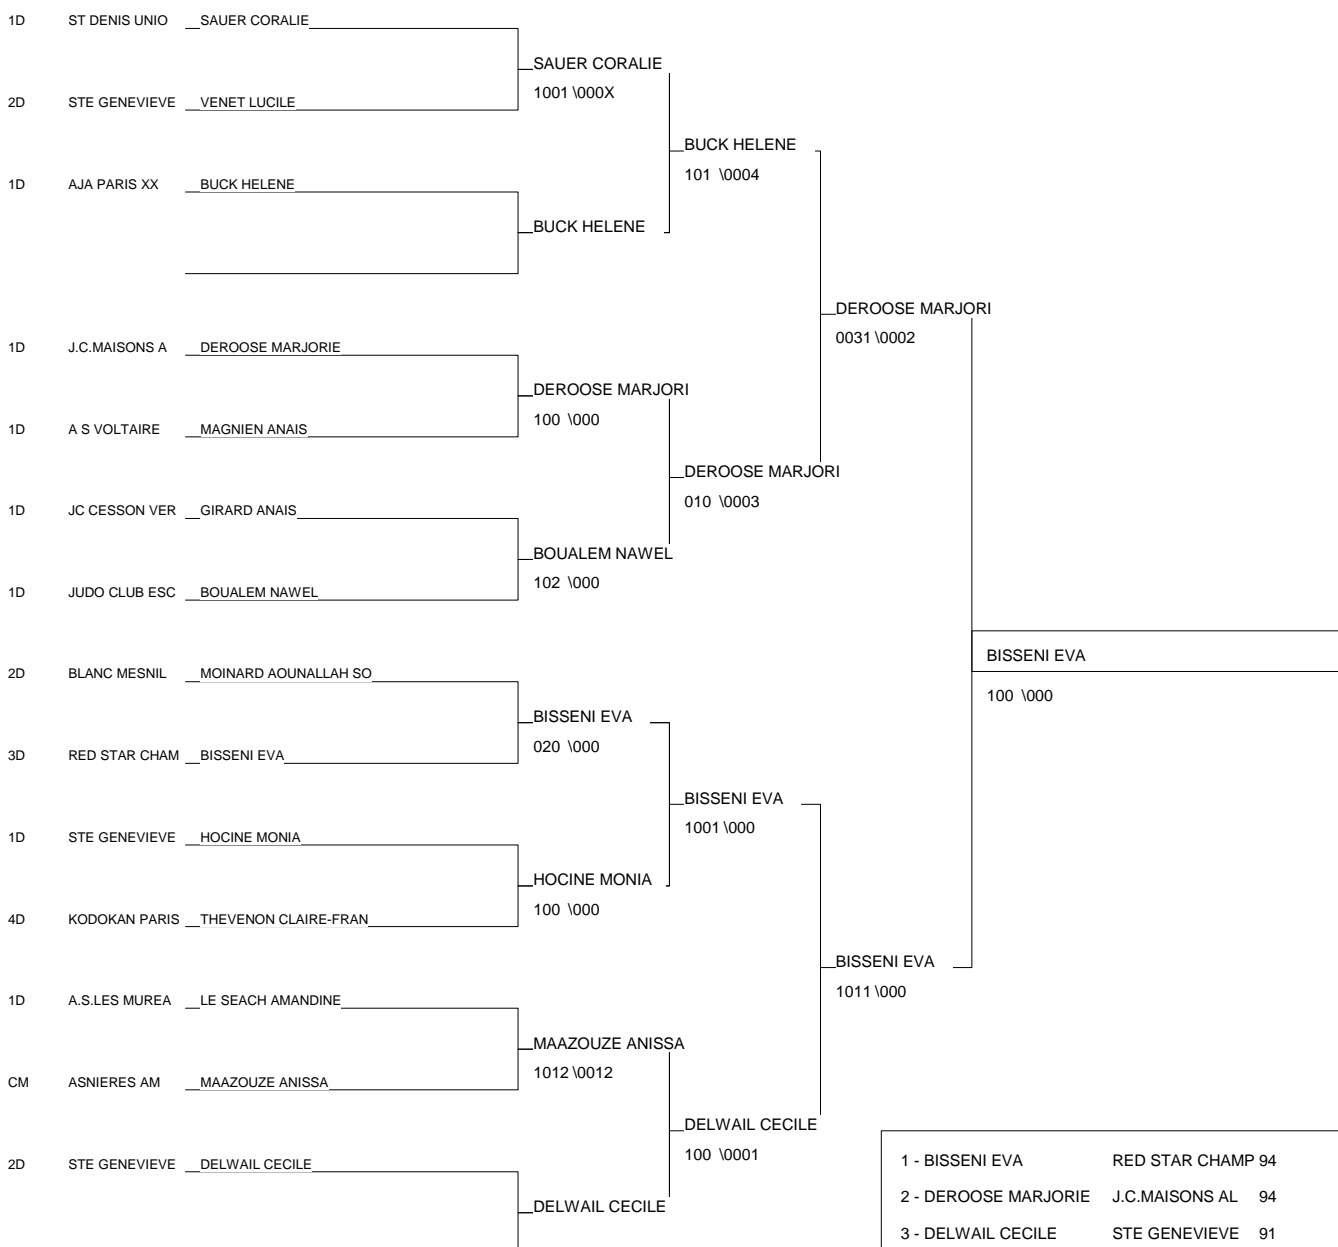 1D ST DENIS UNIO SAUER CORALIE
SAUER CORALIE
1001 \000X
2D STE GENEVIEVE VENET LUCILE
BUCK HELENE
101 \0004
1D AJA PARIS XX BUCK HELENE
BUCK HELENE
DEROOSE MARJORI
0031 \0002
1D J.C.MAISONS A DEROOSE MARJORIE
DEROOSE MARJORI
100 \000
1D A S VOLTAIRE MAGNIEN ANAIS
DEROOSE MARJORI
010 \0003
1D JC CESSON VER GIRARD ANAIS
BOUALEM NAWEL
102 \000
1D JUDO CLUB ESC BOUALEM NAWEL
BISSENI EVA
100 \000
2D BLANC MESNIL MOINARD AOUNALLAH SO
BISSENI EVA
020 \000
3D RED STAR CHAM BISSENI EVA
BISSENI EVA
1001 \000
1D STE GENEVIEVE HOCINE MONIA
HOCINE MONIA
100 \000
4D KODOKAN PARIS THEVENON CLAIRE-FRAN
BISSENI EVA
1011 \000
1D A.S.LES MUREA LE SEACH AMANDINE
MAAZOUZE ANISSA
1012 \0012
CM ASNIERES AM MAAZOUZE ANISSA
DELWAIL CECILE
100 \0001
2D STE GENEVIEVE DELWAIL CECILE
DELWAIL CECILE
1 - BISSENI EVA RED STAR CHAMP 94
2 - DEROOSE MARJORIE J.C.MAISONS AL 94
3 - DELWAIL CECILE STE GENEVIEVE 91